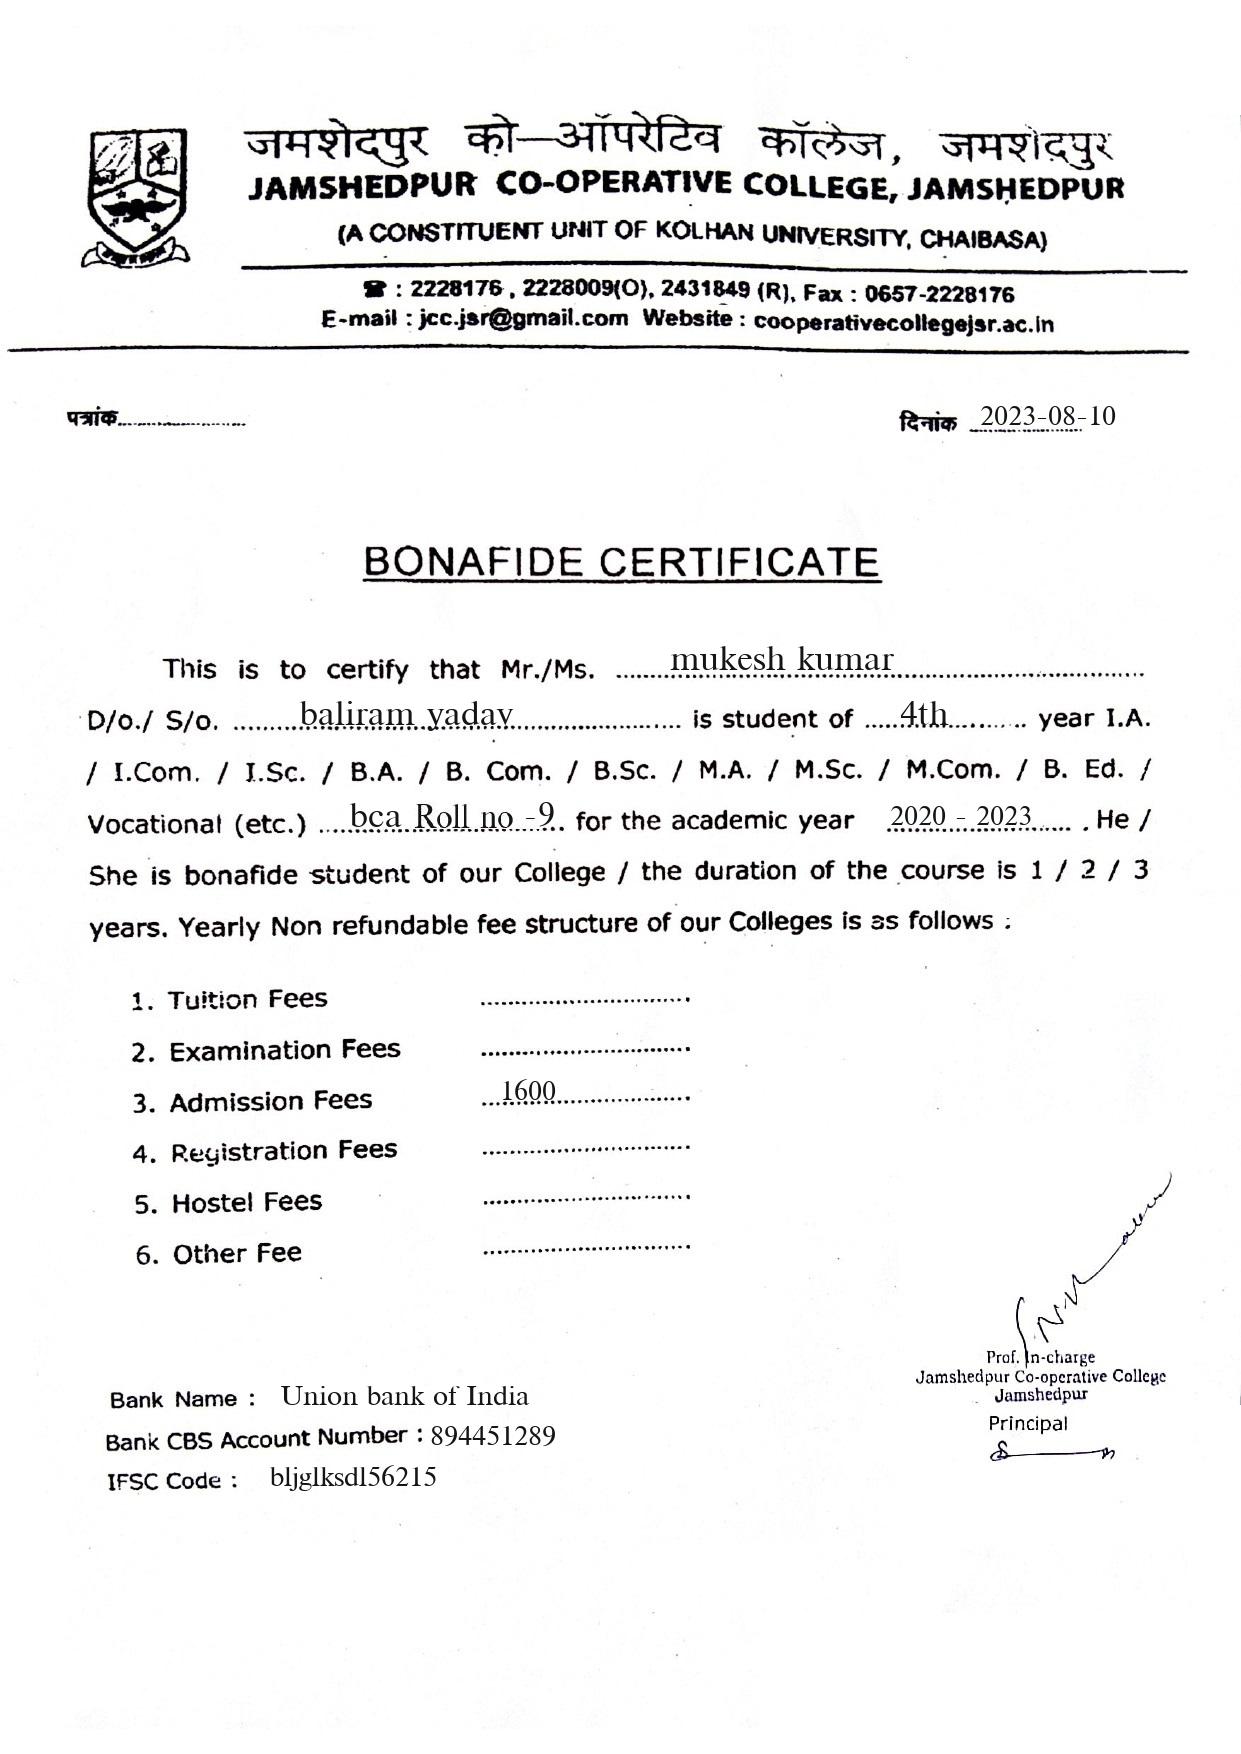 जमशेदपुर को-ऑपरेटिव कॉलेज, जमशेदपुर
JAMSHEDPUR CO-OPERATIVE COLLEGE, JAMSHEDPUR
(A CONSTITUENT UNIT OF KOLHAN UNIVERSITY, CHAIBASA)
☎ : 2228176, 2228009(O), 2431849 (R), Fax : 0657-2228176
E-mail : jcc.jsr@gmail.com Website : cooperativecollegejsr.ac.in
पत्रांक........................ दिनांक 2023-08-10
BONAFIDE CERTIFICATE
This is to certify that Mr./Ms. mukesh kumar
D/o./ S/o. baliram yadav is student of 4th year I.A.
/ I.Com. / I.Sc. / B.A. / B. Com. / B.Sc. / M.A. / M.Sc. / M.Com. / B. Ed. /
Vocational (etc.) bca Roll no -9 for the academic year 2020 - 2023 . He /
She is bonafide student of our College / the duration of the course is 1 / 2 / 3
years. Yearly Non refundable fee structure of our Colleges is as follows :
1. Tuition Fees ..............................
2. Examination Fees ..............................
3. Admission Fees 1600
4. Registration Fees ..............................
5. Hostel Fees ..............................
6. Other Fee ..............................
Prof. In-charge
Jamshedpur Co-operative College
Jamshedpur
Principal
Bank Name : Union bank of India
Bank CBS Account Number : 894451289
IFSC Code : bljglksdl56215